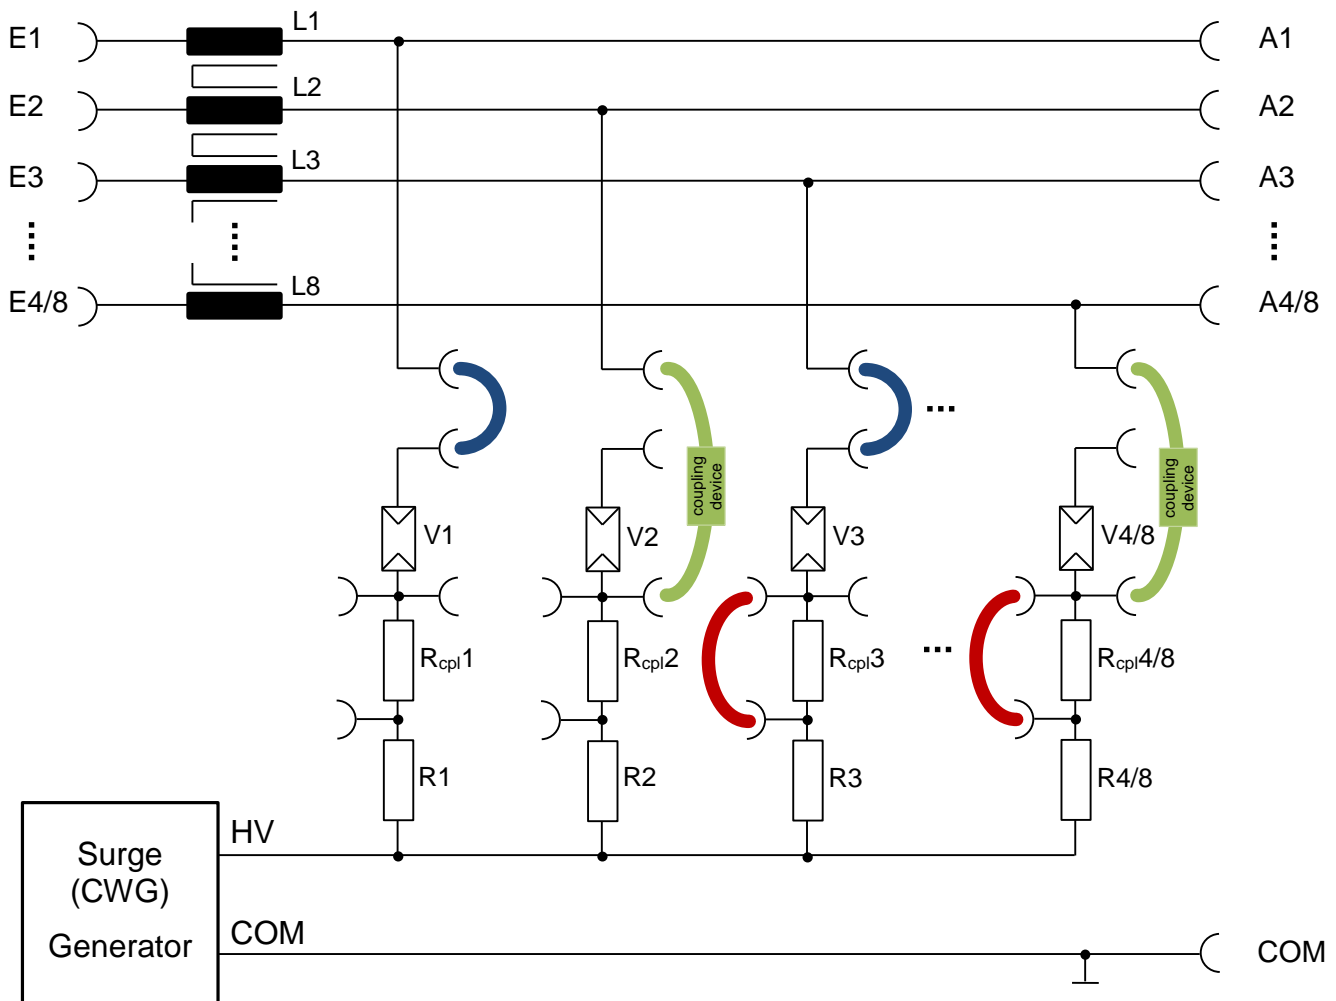 E1 L1 A1
E2 L2 A2
E3 L3 A3
E4/8 L8 A4/8
...
coupling
device
coupling
device
V1 V2 V3 V4/8
Rcpl1 Rcpl2 Rcpl3 ... Rcpl4/8
R1 R2 R3 R4/8
HV
Surge
(CWG)
Generator
COM COM